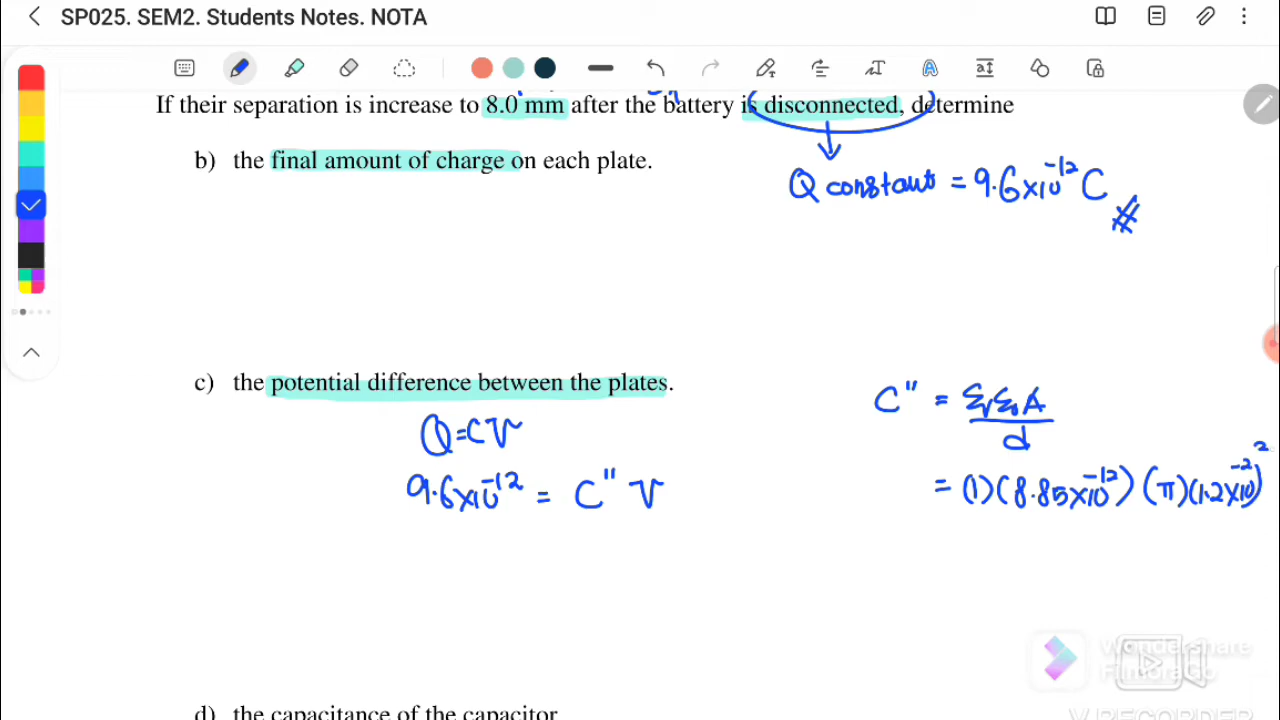 SP025. SEM2. Students Notes. NOTA
If their separation is increase to 8.0 mm after the battery is disconnected, determine
b) the final amount of charge on each plate.
Q constant = 9.6×10⁻¹² C #
c) the potential difference between the plates.
C" = εᵣε₀A / d
Q=CV
9.6×10⁻¹² = C" V
= (1)(8.85×10⁻¹²)(π)(1.2×10⁻²)²
Wondershare
Filmora
d) the capacitance of the capacitor
V RECORDER